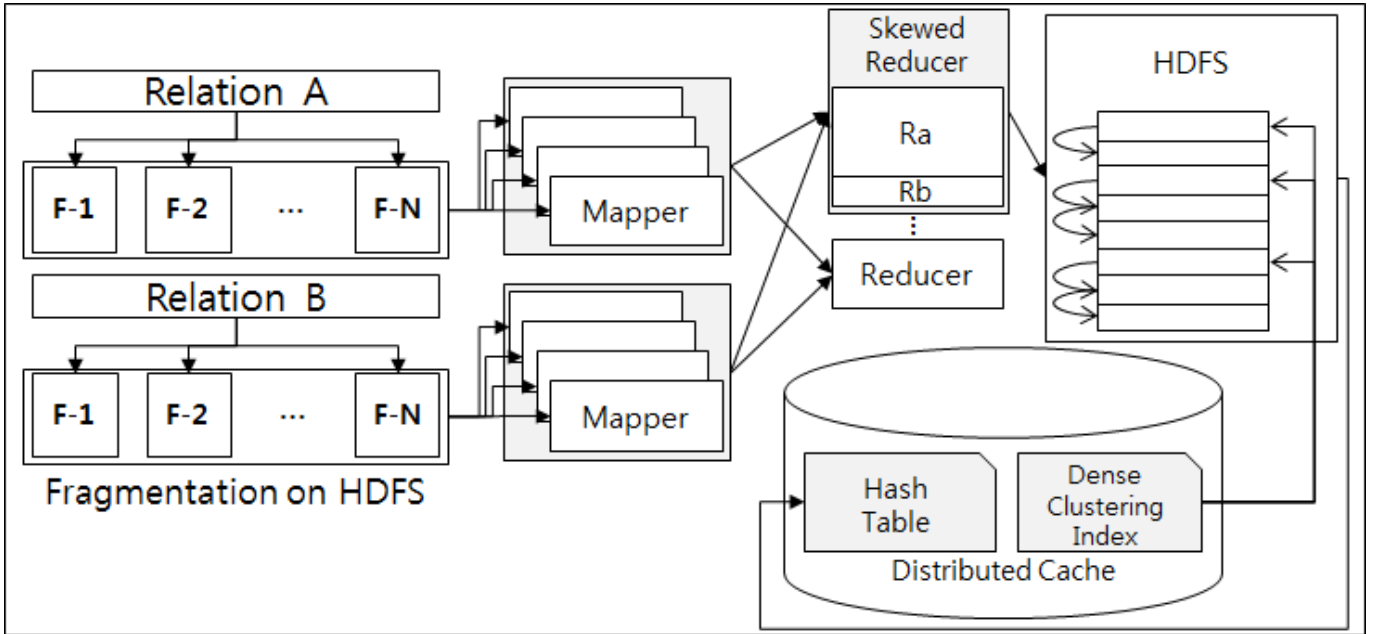 Relation A
F-1 F-2 ... F-N
Mapper
Relation B
F-1 F-2 ... F-N
Mapper
Fragmentation on HDFS
Skewed
Reducer
Ra
Rb
...
Reducer
HDFS
Hash
Table
Dense
Clustering
Index
Distributed Cache